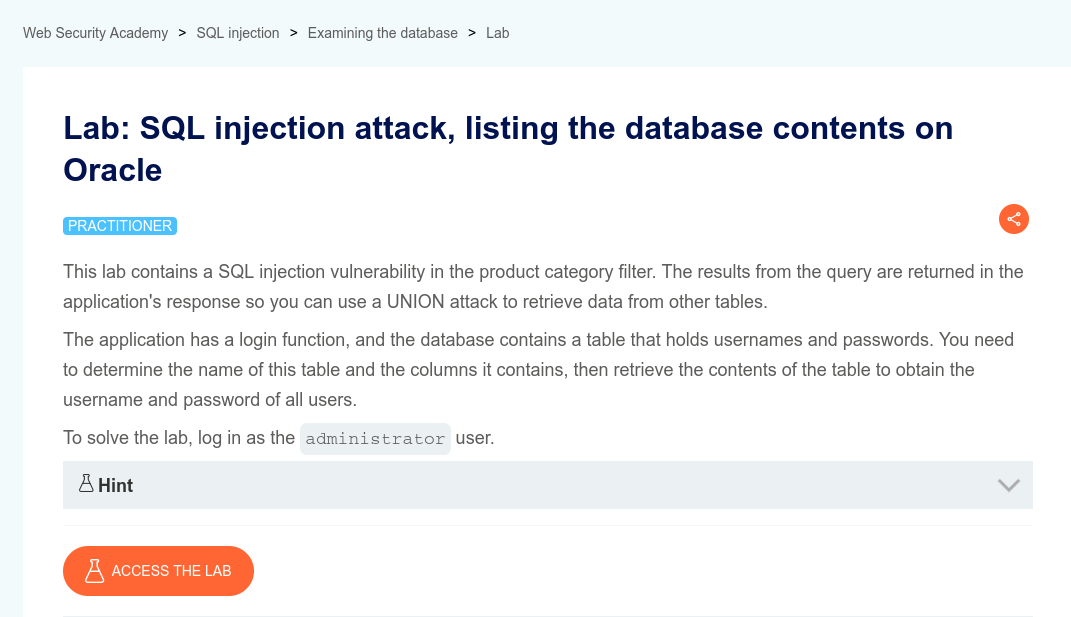 Web Security Academy > SQL injection > Examining the database > Lab
Lab: SQL injection attack, listing the database contents on
Oracle
PRACTITIONER
This lab contains a SQL injection vulnerability in the product category filter. The results from the query are returned in the
application's response so you can use a UNION attack to retrieve data from other tables.
The application has a login function, and the database contains a table that holds usernames and passwords. You need
to determine the name of this table and the columns it contains, then retrieve the contents of the table to obtain the
username and password of all users.
To solve the lab, log in as the administrator user.
Hint
ACCESS THE LAB